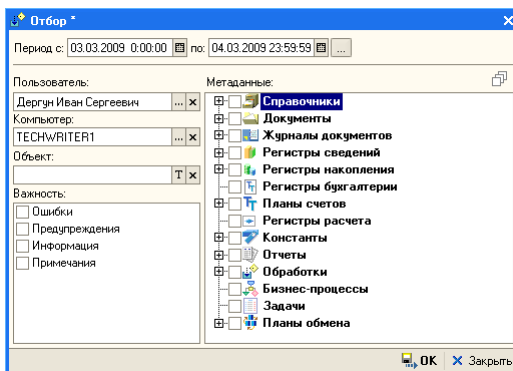 Отбор *
Период с: 03.03.2009 0:00:00 по: 04.03.2009 23:59:59 ...
Пользователь:
Дергун Иван Сергеевич ... ×
Компьютер:
TECHWRITER1 ... ×
Объект:
T ×
Важность:
Ошибки
Предупреждения
Информация
Примечания
Метаданные:
Справочники
Документы
Журналы документов
Регистры сведений
Регистры накопления
Регистры бухгалтерии
Планы счетов
Регистры расчета
Константы
Отчеты
Обработки
Бизнес-процессы
Задачи
Планы обмена
OK Закрыть